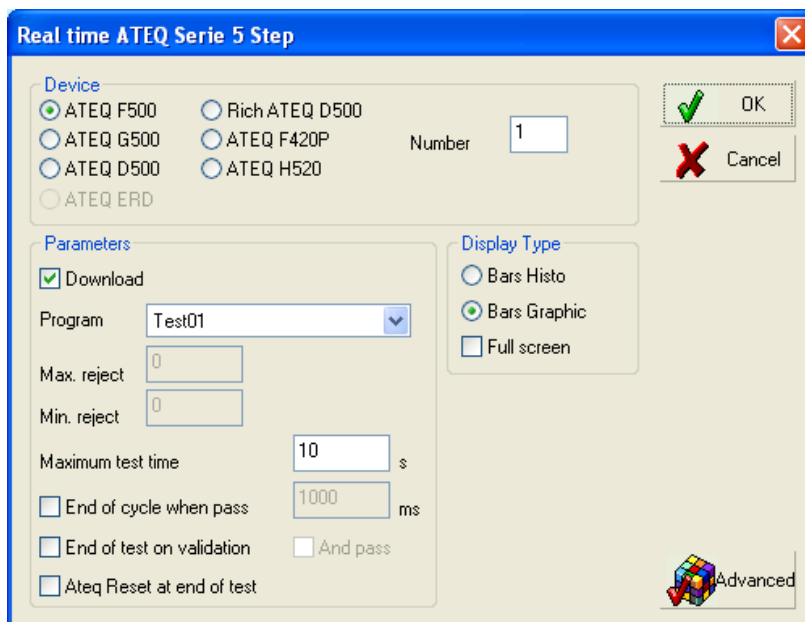 Real time ATEQ Serie 5 Step
Device
ATEQ F500
Rich ATEQ D500
ATEQ G500
ATEQ F420P
ATEQ D500
ATEQ H520
ATEQ ERD
Number
1
OK
Cancel
Parameters
Download
Program
Test01
Max. reject
0
Min. reject
0
Maximum test time
10
s
End of cycle when pass
1000
ms
End of test on validation
And pass
Ateq Reset at end of test
Display Type
Bars Histo
Bars Graphic
Full screen
Advanced